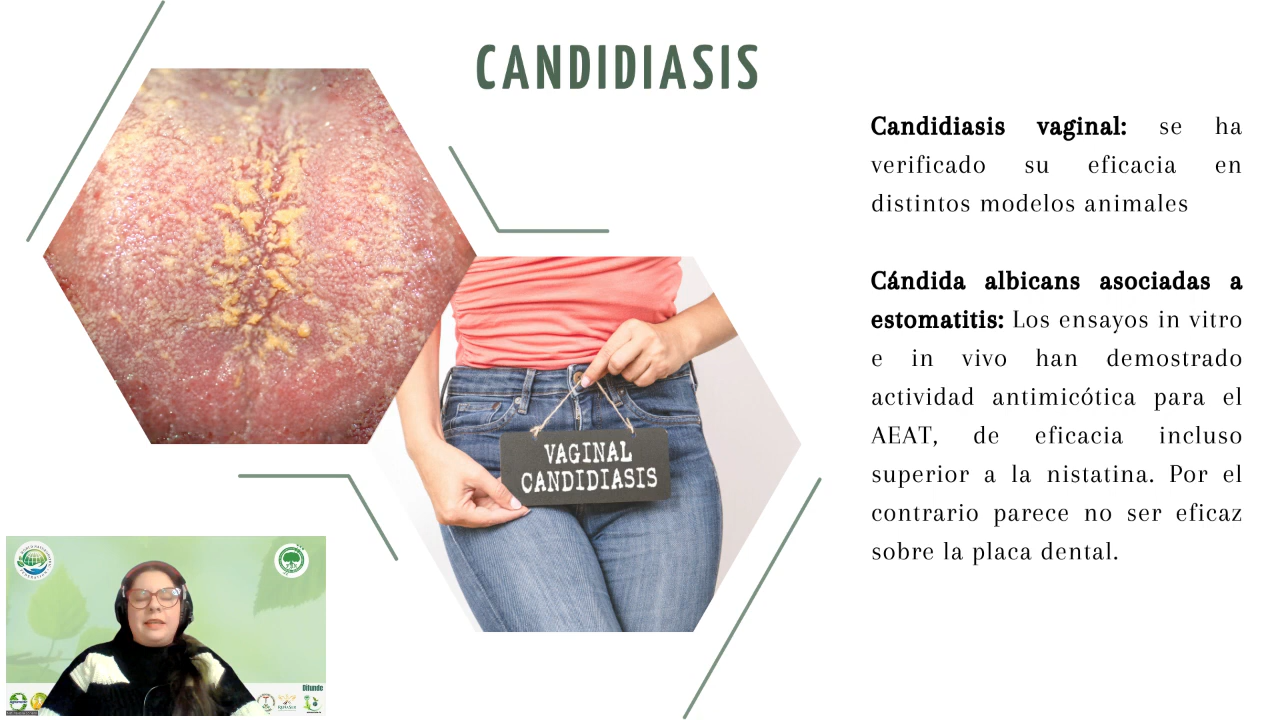 CANDIDIASIS
Candidiasis vaginal: se ha
verificado su eficacia en
distintos modelos animales
Cándida albicans asociadas a
estomatitis: Los ensayos in vitro
e in vivo han demostrado
actividad antimicótica para el
AEAT, de eficacia incluso
superior a la nistatina. Por el
contrario parece no ser eficaz
sobre la placa dental.
VAGINAL
CANDIDIASIS
Difunde